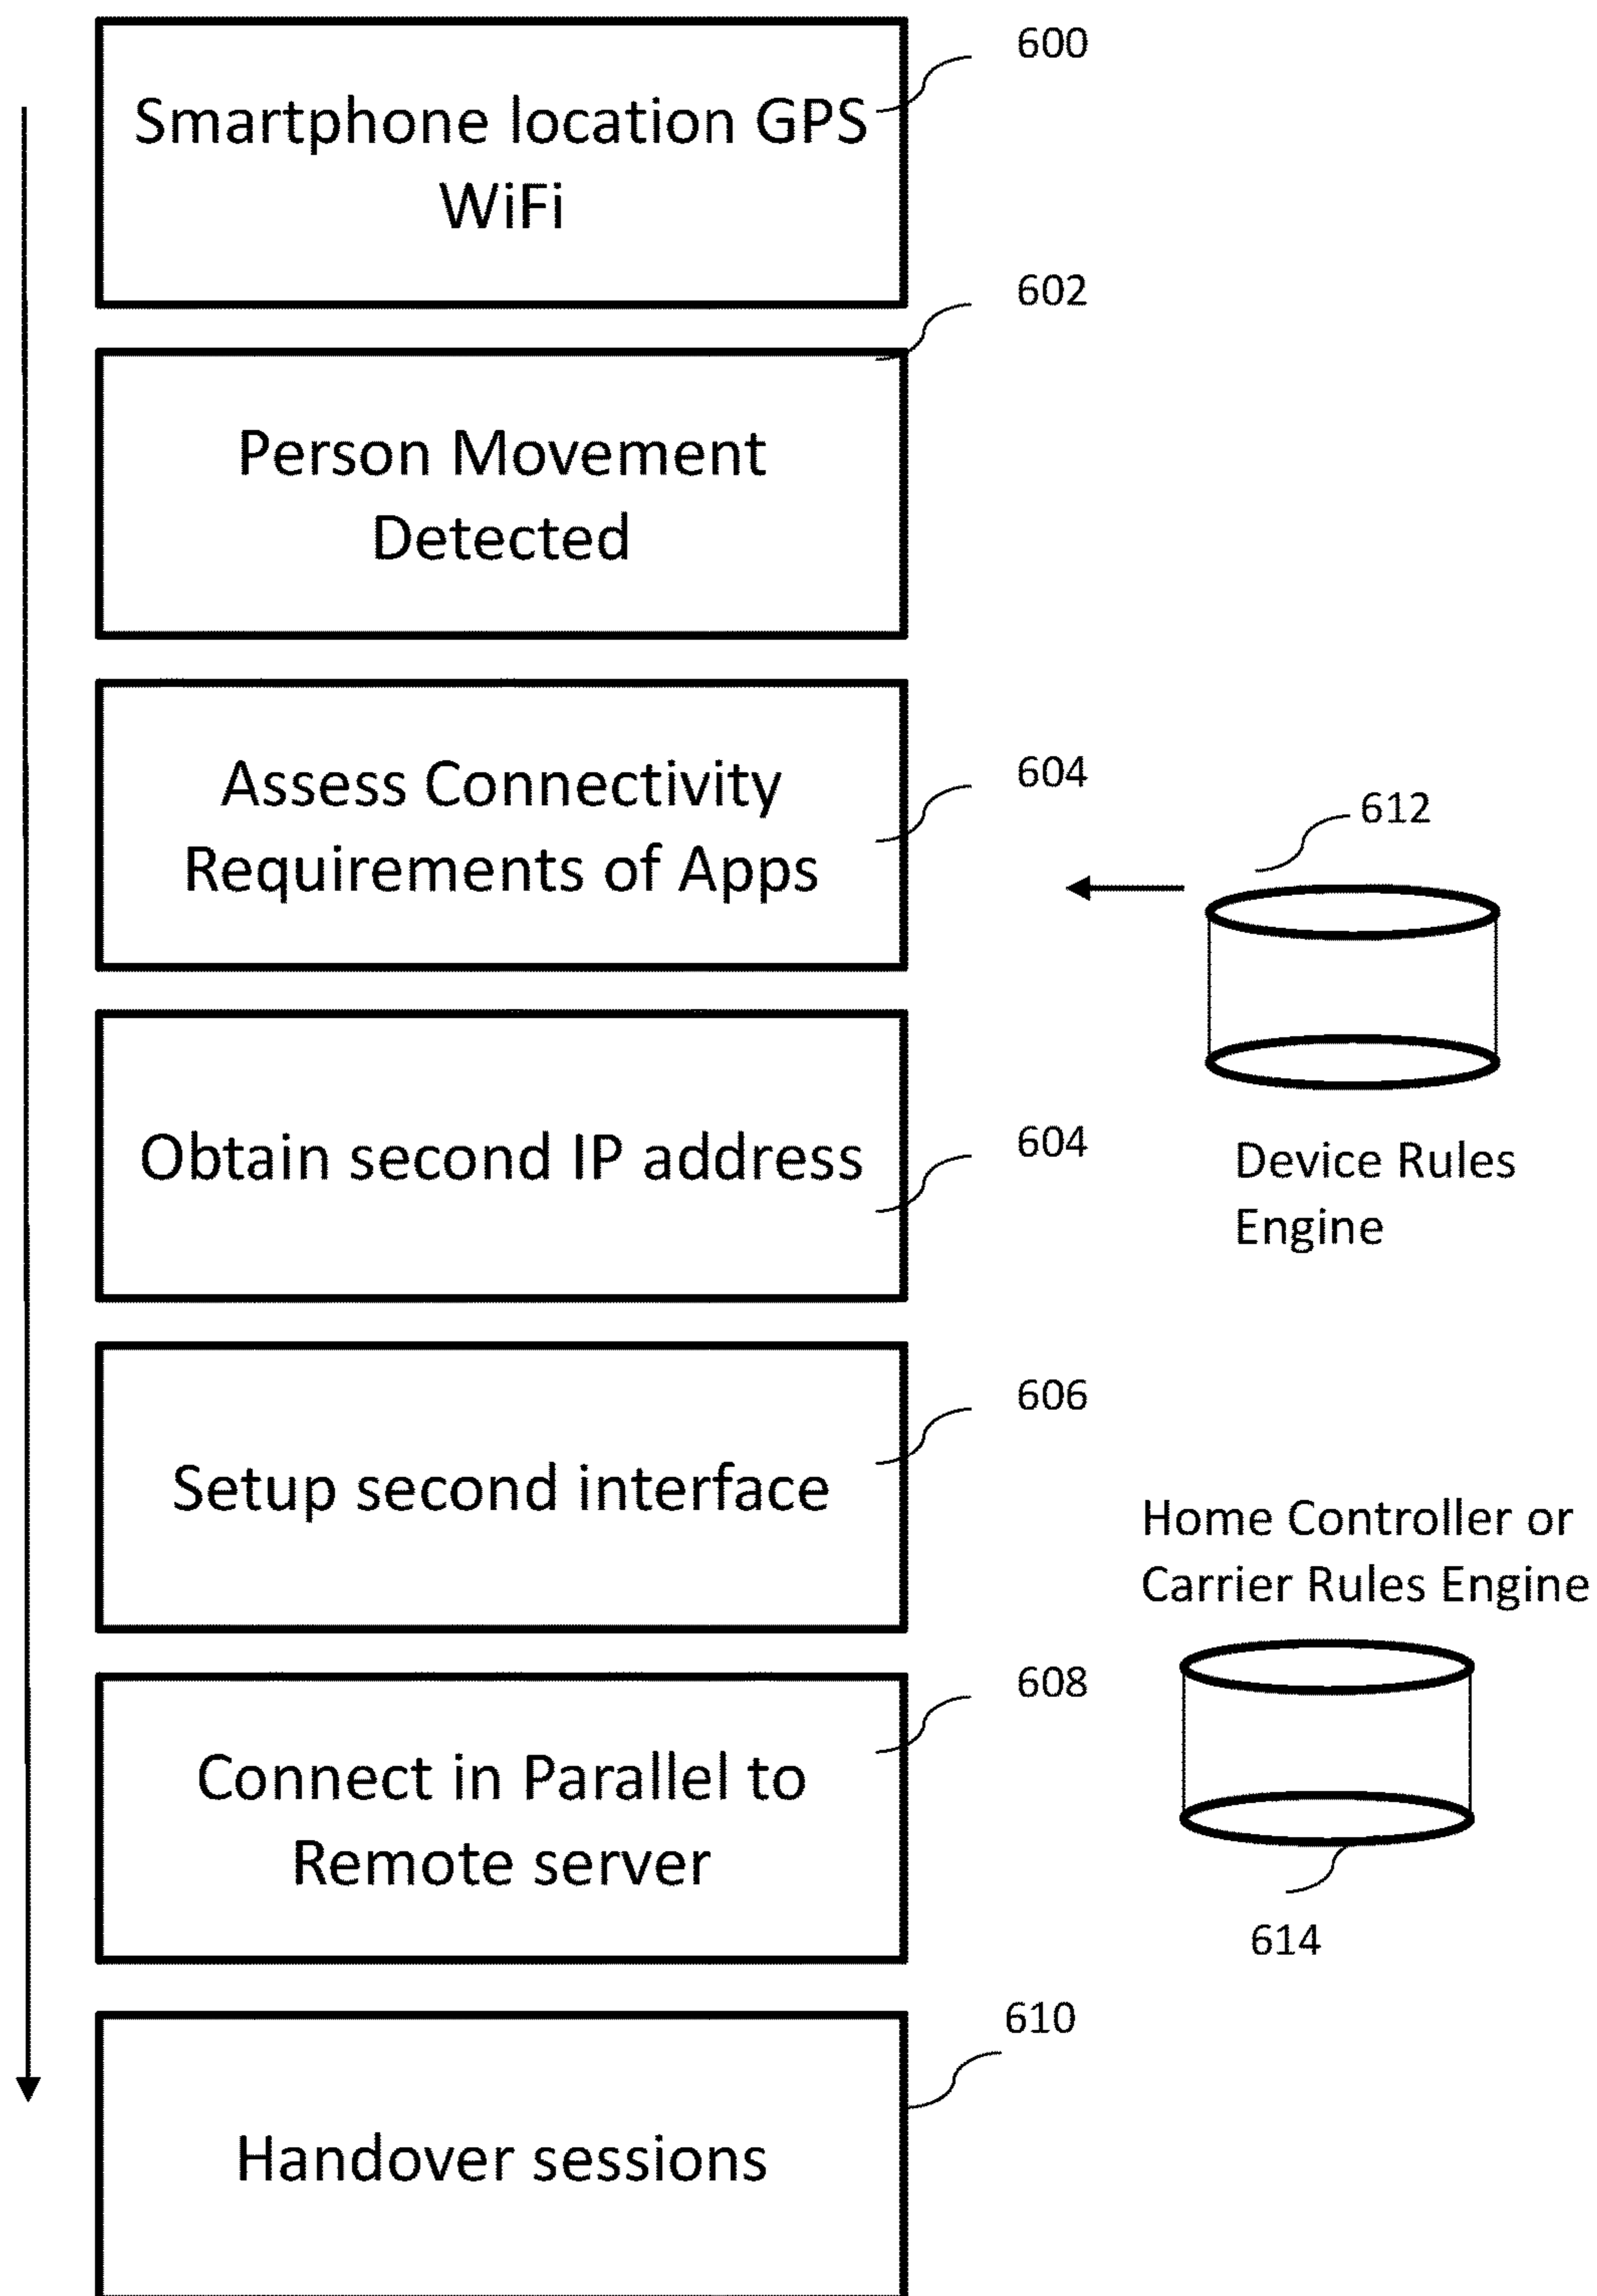 600
Smartphone location GPS
WiFi
602
Person Movement
Detected
604
Assess Connectivity
Requirements of Apps
612
Obtain second IP address
604
Device Rules
Engine
606
Setup second interface
Home Controller or
Carrier Rules Engine
608
Connect in Parallel to
Remote server
614
610
Handover sessions